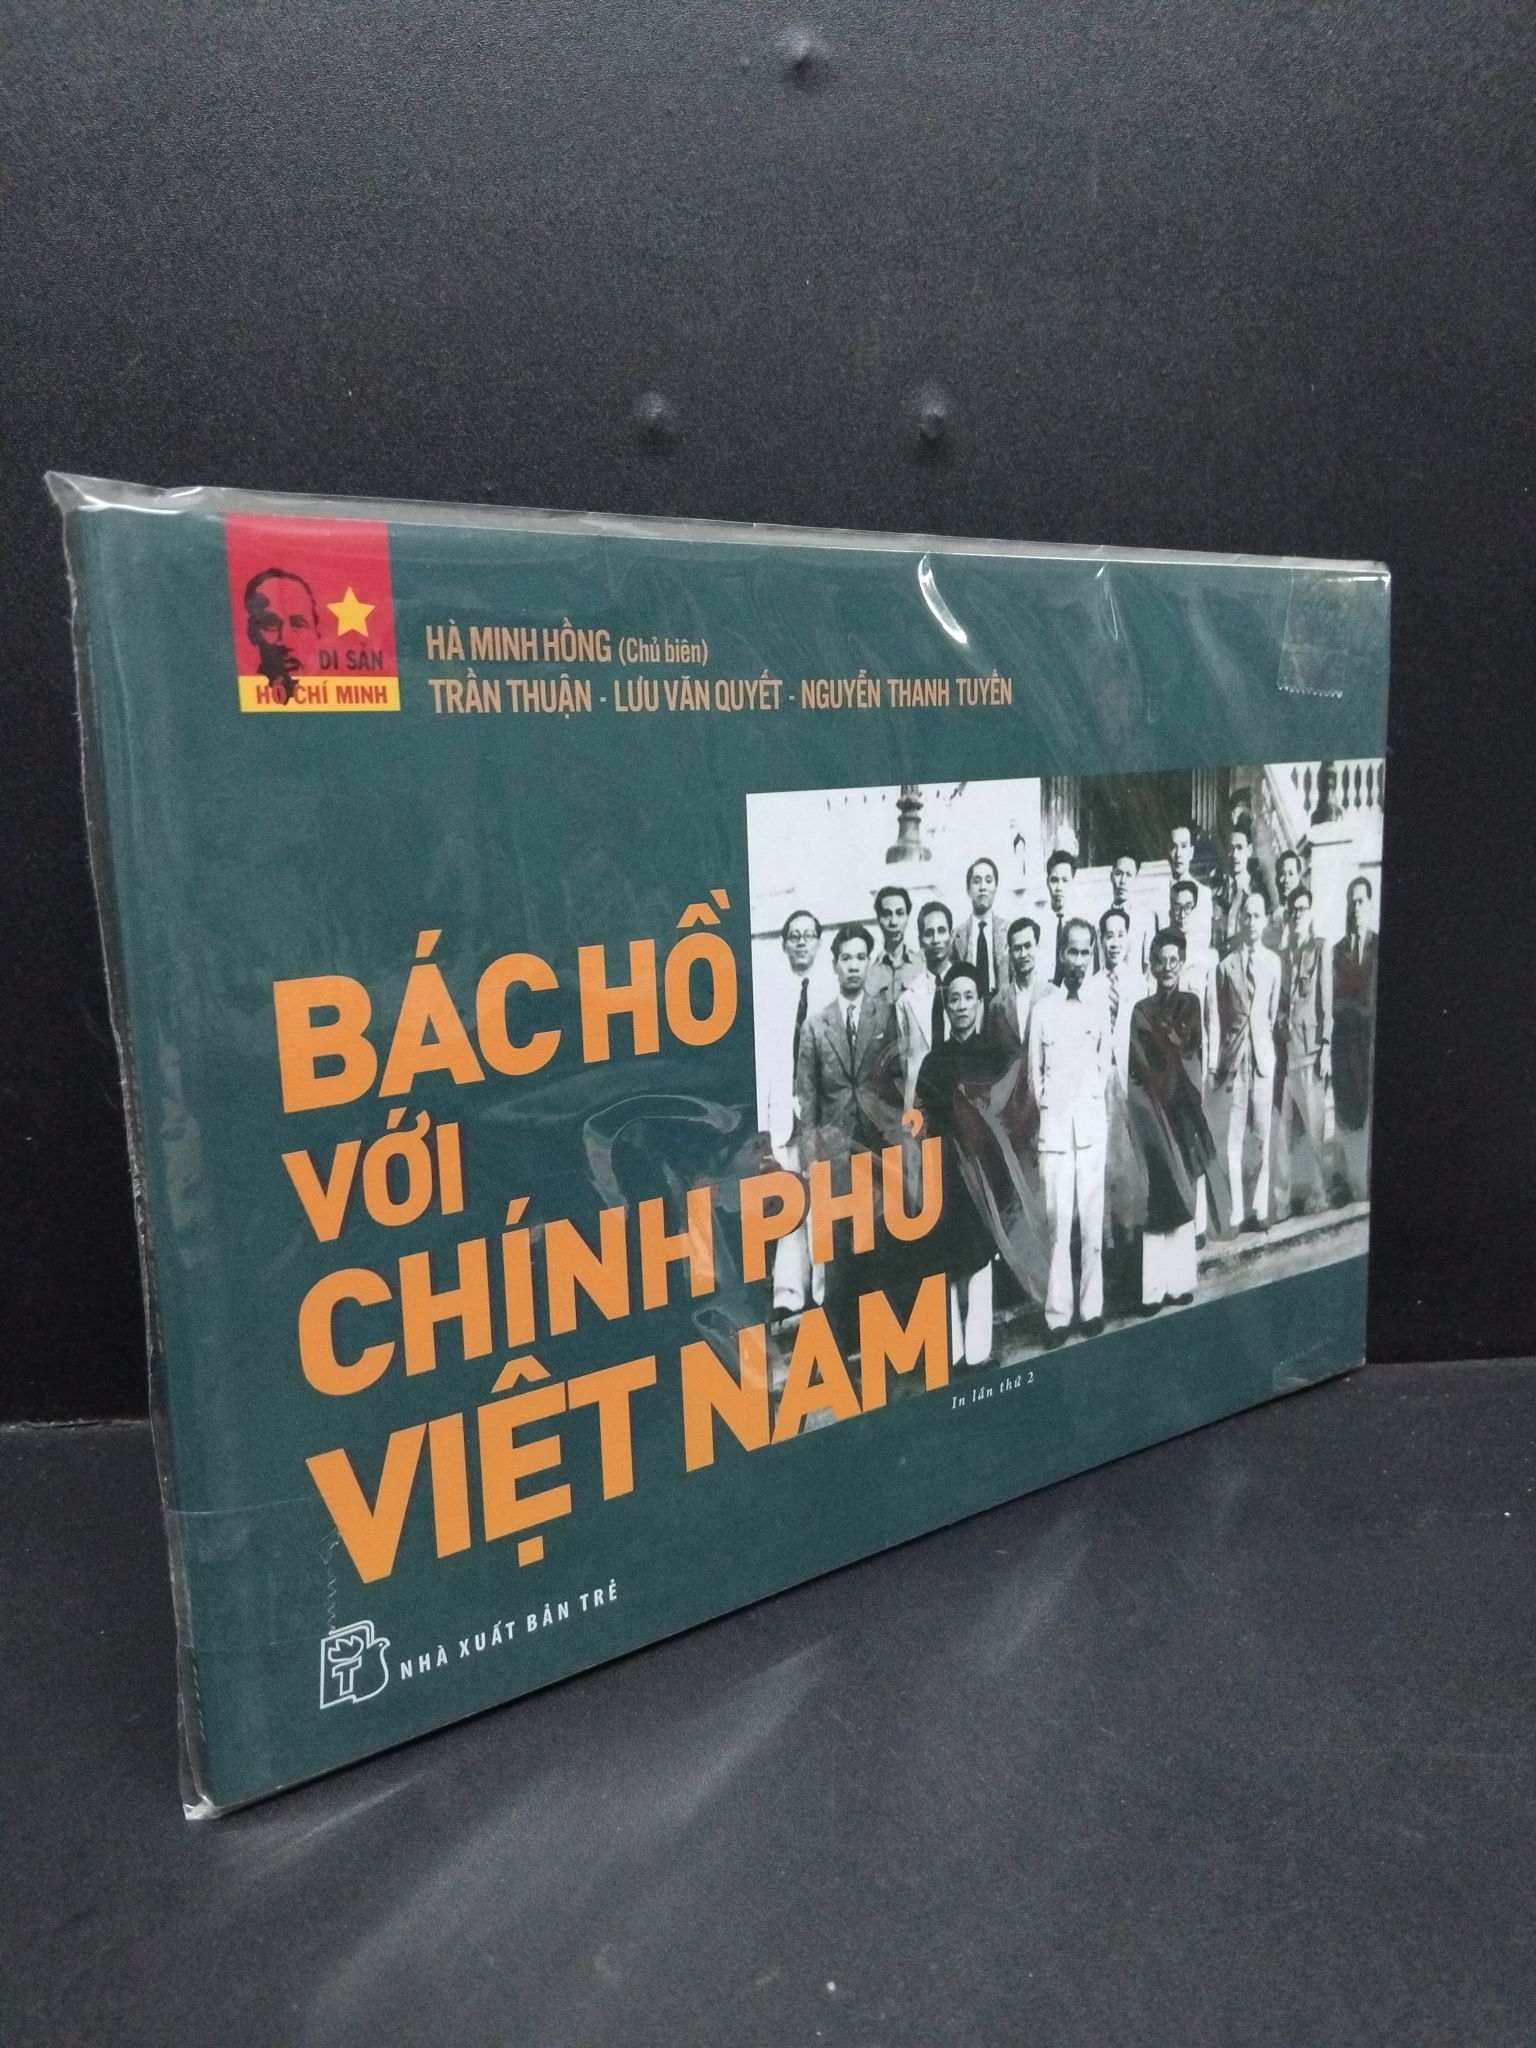 DI SẢN
HỒ CHÍ MINH
HÀ MINH HỒNG (Chủ biên)
TRẦN THUẬN - LƯU VĂN QUYẾT - NGUYỄN THANH TUYỀN
BÁC HỒ
VỚI
CHÍNH PHỦ
VIỆT NAM
In lần thứ 2
T
NHÀ XUẤT BẢN TRẺ